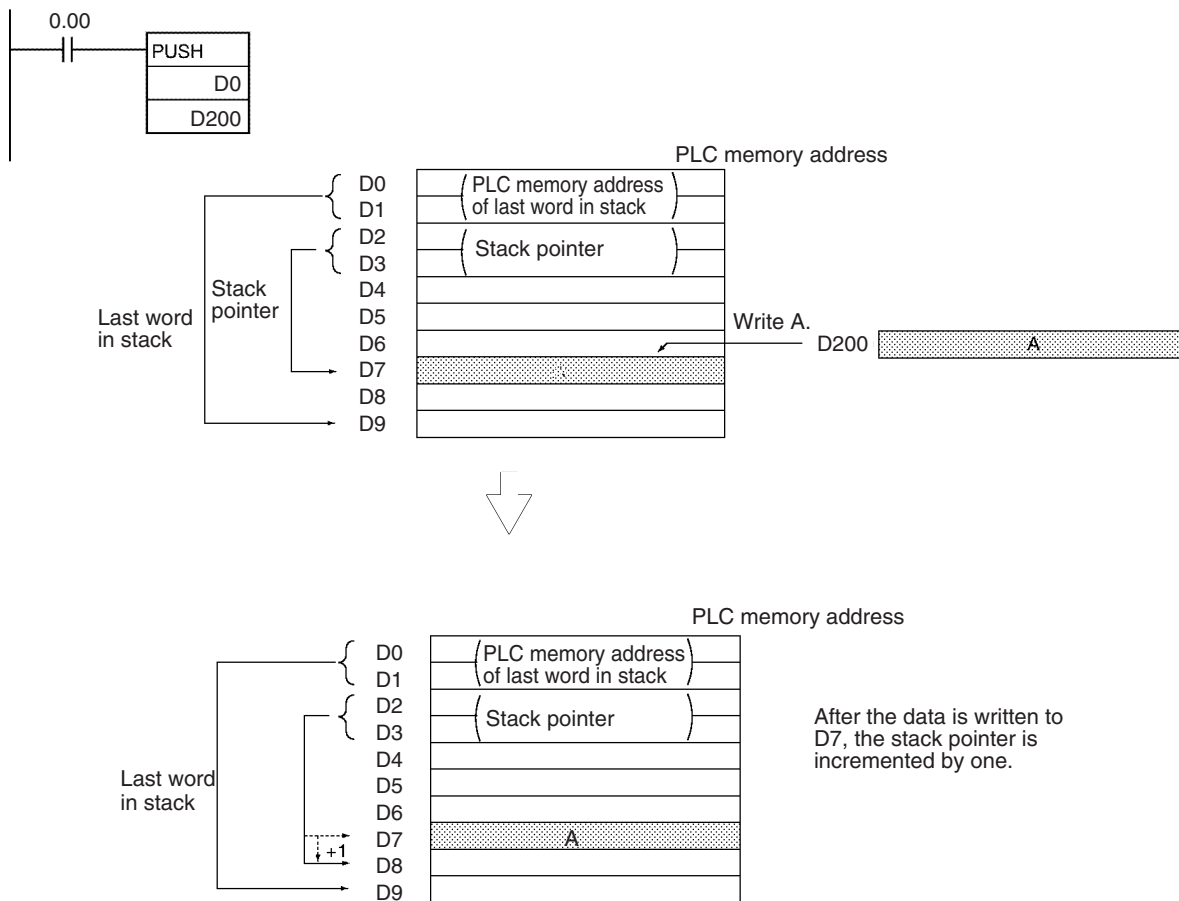 0.00
PUSH
D0
D200
PLC memory address
D0
D1
D2
D3
D4
D5
D6
D7
D8
D9
PLC memory address
of last word in stack
Stack pointer
Stack
pointer
Last word
in stack
Write A.
D200
A
A
PLC memory address
D0
D1
D2
D3
D4
D5
D6
D7
D8
D9
PLC memory address
of last word in stack
Stack pointer
Last word
in stack
+1
A
After the data is written to
D7, the stack pointer is
incremented by one.